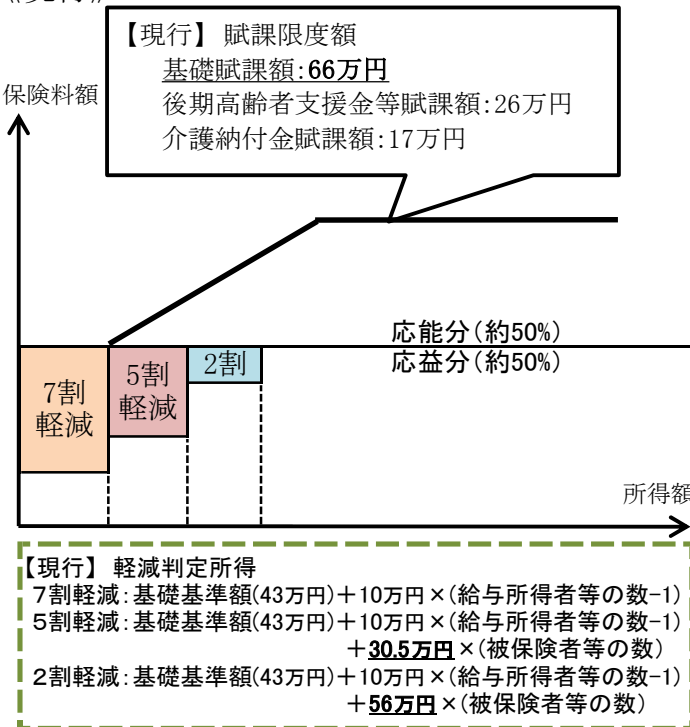 【現行】 賦課限度額
基礎賦課額:66万円
後期高齢者支援金等賦課額:26万円
介護納付金賦課額:17万円
保険料額
応能分(約50%)
応益分(約50%)
7割
軽減
5割
軽減
2割
所得額
【現行】 軽減判定所得
7割軽減:基礎基準額(43万円)+10万円×(給与所得者等の数-1)
5割軽減:基礎基準額(43万円)+10万円×(給与所得者等の数-1)
+30.5万円×(被保険者等の数)
2割軽減:基礎基準額(43万円)+10万円×(給与所得者等の数-1)
+56万円×(被保険者等の数)